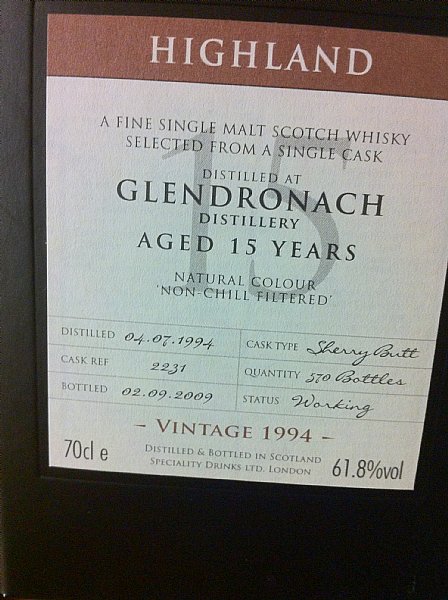 HIGHLAND
15
A FINE SINGLE MALT SCOTCH WHISKY
SELECTED FROM A SINGLE CASK
DISTILLED AT
GLENDRONACH
DISTILLERY
AGED 15 YEARS
NATURAL COLOUR
'NON-CHILL FILTERED'
DISTILLED 04.07.1994
CASK REF 2231
BOTTLED 02.09.2009
CASK TYPE Sherry Butt
QUANTITY 570 Bottles
STATUS Working
- VINTAGE 1994 -
70cl e
DISTILLED & BOTTLED IN SCOTLAND
SPECIALITY DRINKS LTD. LONDON
61.8%vol